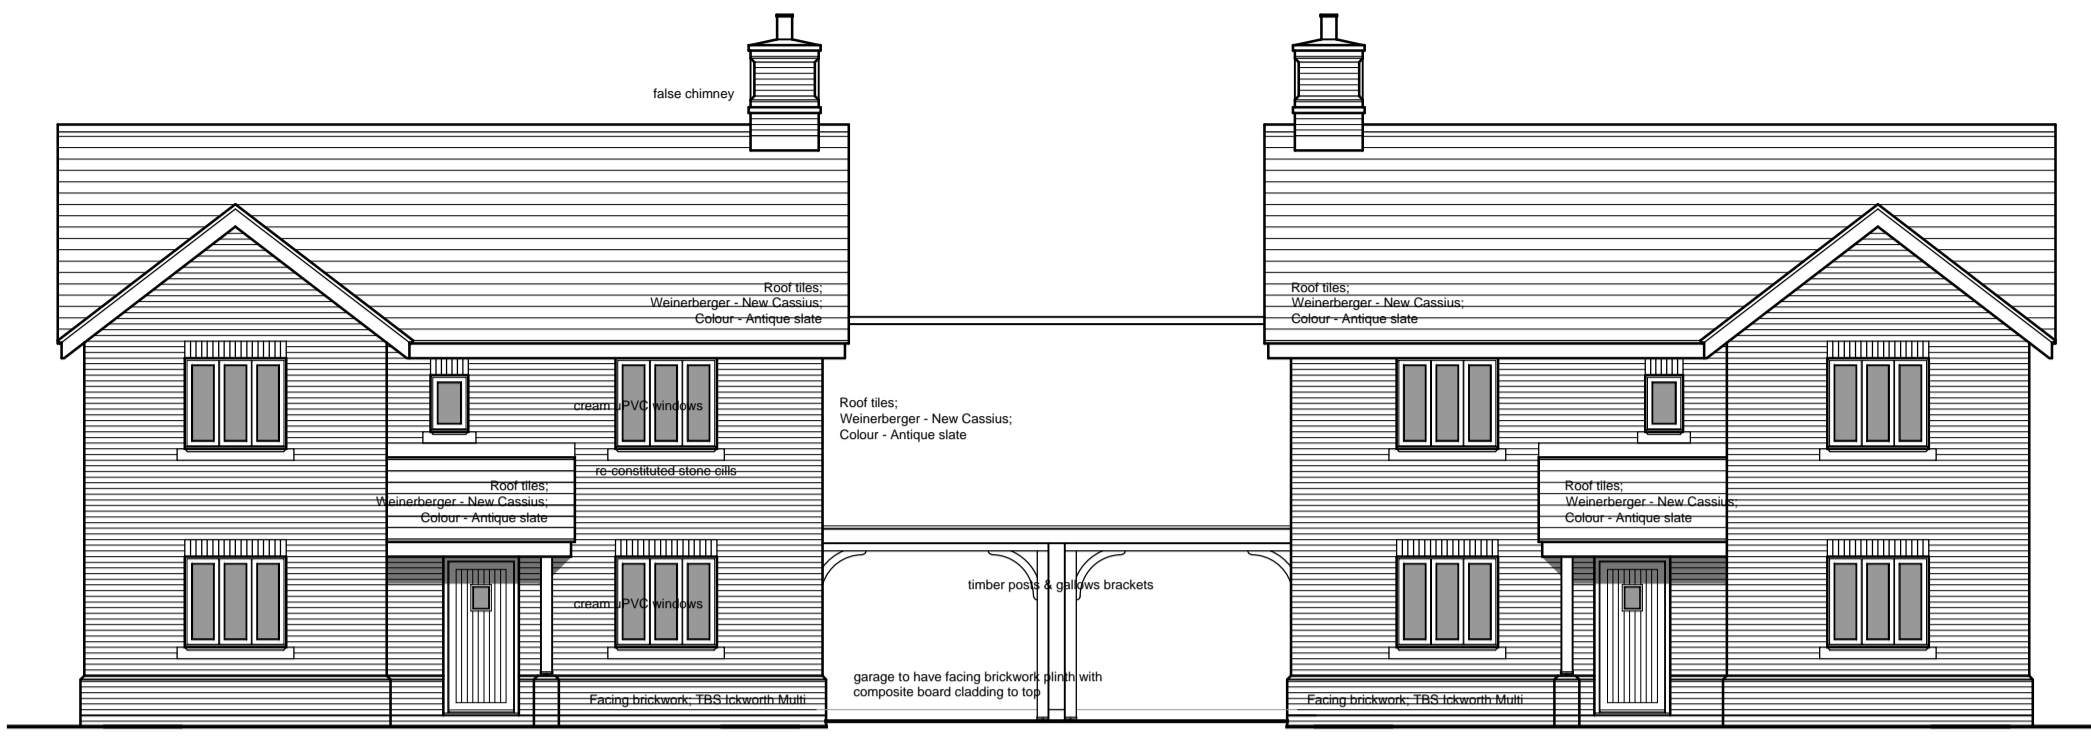 false chimney
Roof tiles;
Weinerberger - New Cassius;
Colour - Antique slate
Roof tiles;
Weinerberger - New Cassius;
Colour - Antique slate
cream uPVC windows
Roof tiles;
Weinerberger - New Cassius;
Colour - Antique slate
re-constituted stone cills
Roof tiles;
Weinerberger - New Cassius;
Colour - Antique slate
Roof tiles;
Weinerberger - New Cassius;
Colour - Antique slate
timber posts & gallows brackets
cream uPVC windows
garage to have facing brickwork plinth with
composite board cladding to top
Facing brickwork; TBS Ickworth Multi
Facing brickwork; TBS Ickworth Multi